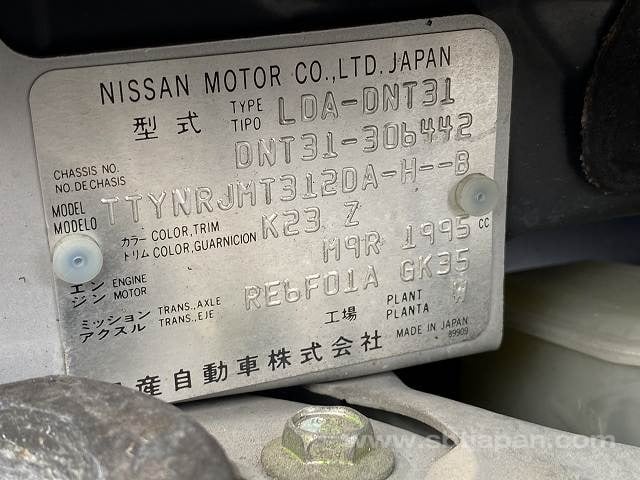 NISSAN MOTOR CO.,LTD. JAPAN
型式 TYPE TIPO LDA-DNT31
CHASSIS NO. NO. DE CHASIS DNT31-306442
MODEL MODELO TTYNRJMT312DA-H--B
カラー トリム COLOR,TRIM COLOR,GUARNICION K23 Z
エンジン ENGINE MOTOR M9R 1995 CC
ミッション アクスル TRANS.,AXLE TRANS.,EJE RE6F01A GK35
工場 PLANT PLANTA W
産自動車株式会社 MADE IN JAPAN
89909
www.sbtjapan.com